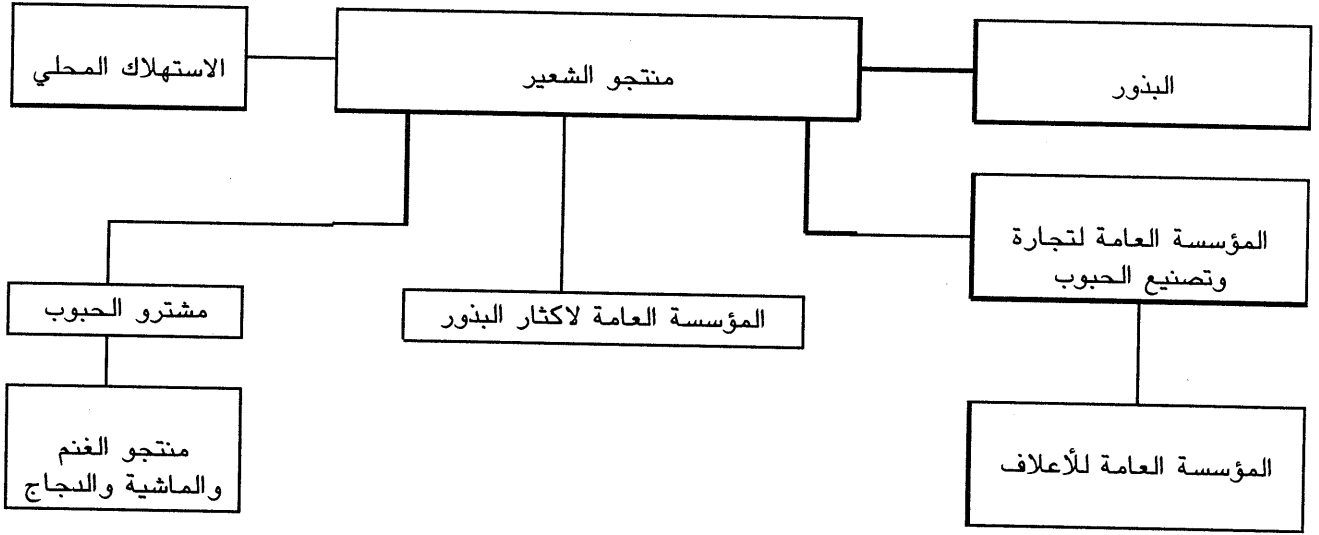 البذور
منتجو الشعير
الاستهلاك المحلي
المؤسسة العامة لتجارة
وتصنيع الحبوب
المؤسسة العامة لاكثار البذور
مشترو الحبوب
المؤسسة العامة للأعلاف
منتجو الغنم
والماشية والدجاج